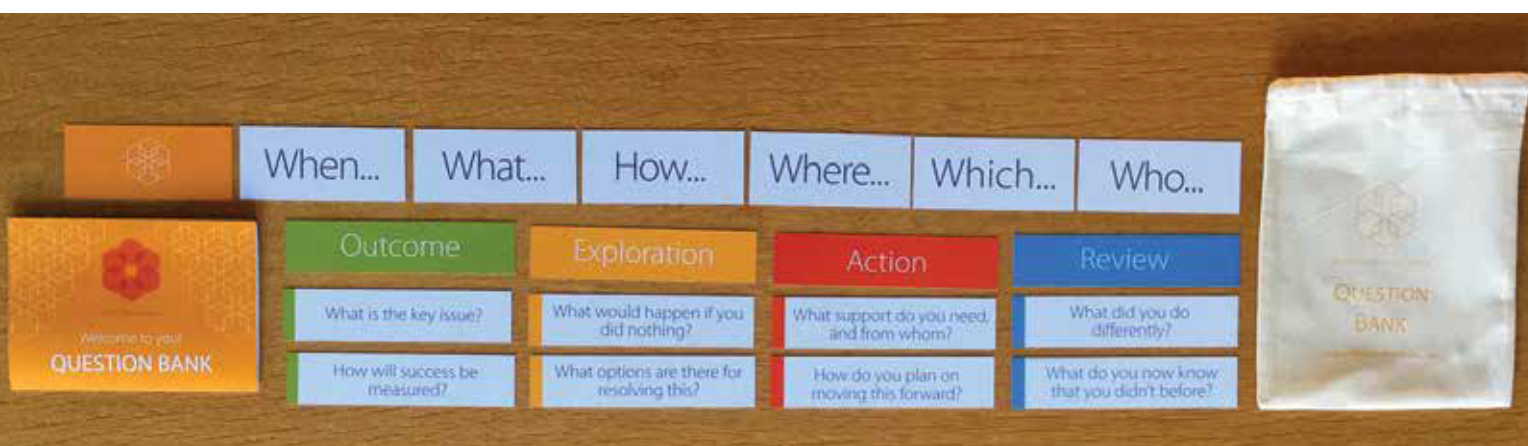 When...
What...
How...
Where...
Which...
Who...
Welcome to your
QUESTION BANK
Outcome
What is the key issue?
How will success be
measured?
Exploration
What would happen if you
did nothing?
What options are there for
resolving this?
Action
What support do you need,
and from whom?
How do you plan on
moving this forward?
Review
What did you do
differently?
What do you now know
that you didn't before?
QUESTION
BANK